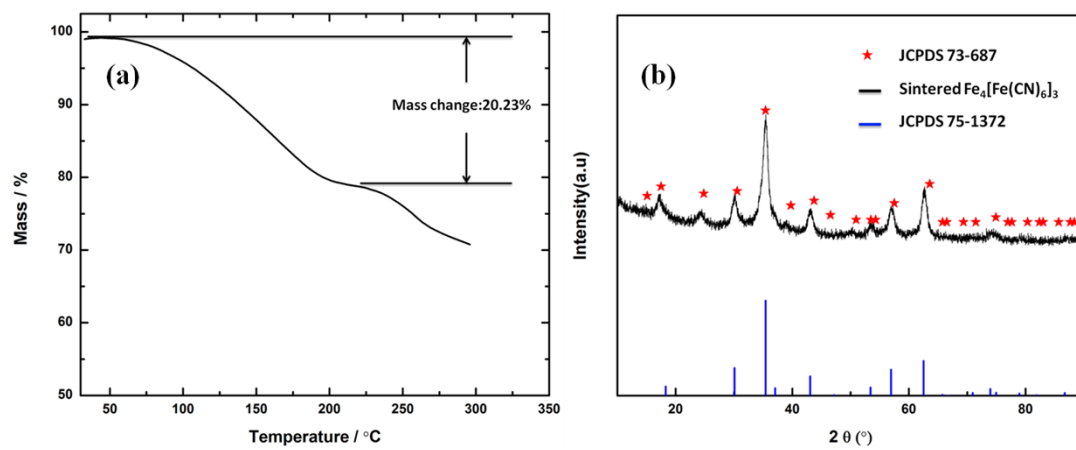 (a)
Mass change:20.23%
100
90
80
70
60
50
Mass / %
50 100 150 200 250 300 350
Temperature / °C
(b)
JCPDS 73-687
Sintered Fe₄[Fe(CN)₆]₃
JCPDS 75-1372
Intensity(a.u)
20 40 60 80
2 θ (°)